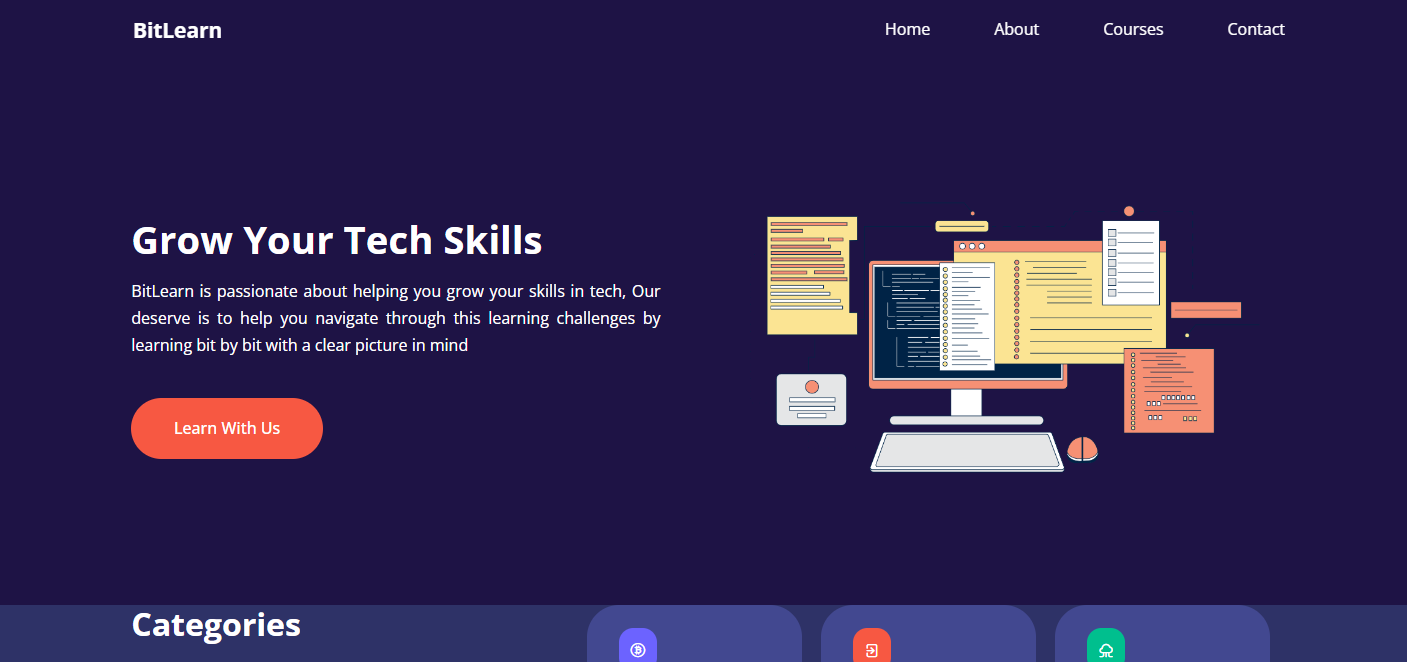 BitLearn
Home About Courses Contact
Grow Your Tech Skills
BitLearn is passionate about helping you grow your skills in tech, Our
deserve is to help you navigate through this learning challenges by
learning bit by bit with a clear picture in mind
Learn With Us
Categories